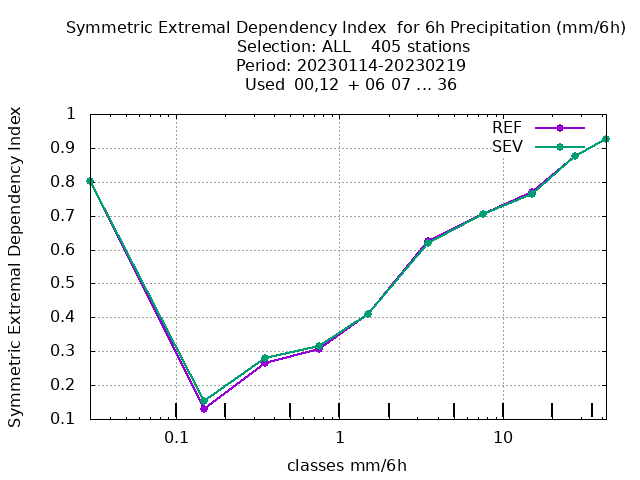 Symmetric Extremal Dependency Index  for 6h Precipitation (mm/6h)
Selection: ALL    405 stations
Period: 20230114-20230219
Used  00,12  + 06 07 ... 36
Symmetric Extremal Dependency Index
1
0.9
0.8
0.7
0.6
0.5
0.4
0.3
0.2
0.1
REF
SEV
0.1 1 10
classes mm/6h